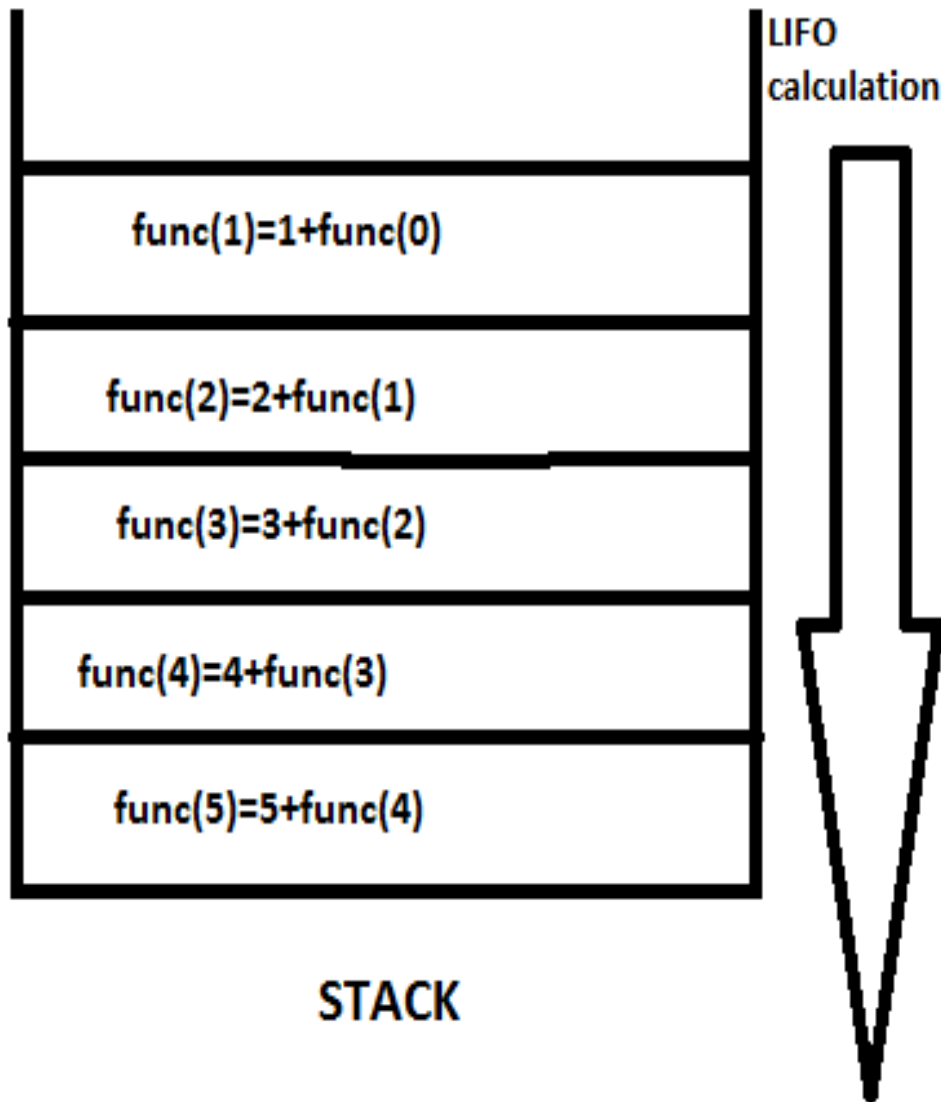 LIFO
calculation
func(1)=1+func(0)
func(2)=2+func(1)
func(3)=3+func(2)
func(4)=4+func(3)
func(5)=5+func(4)
STACK